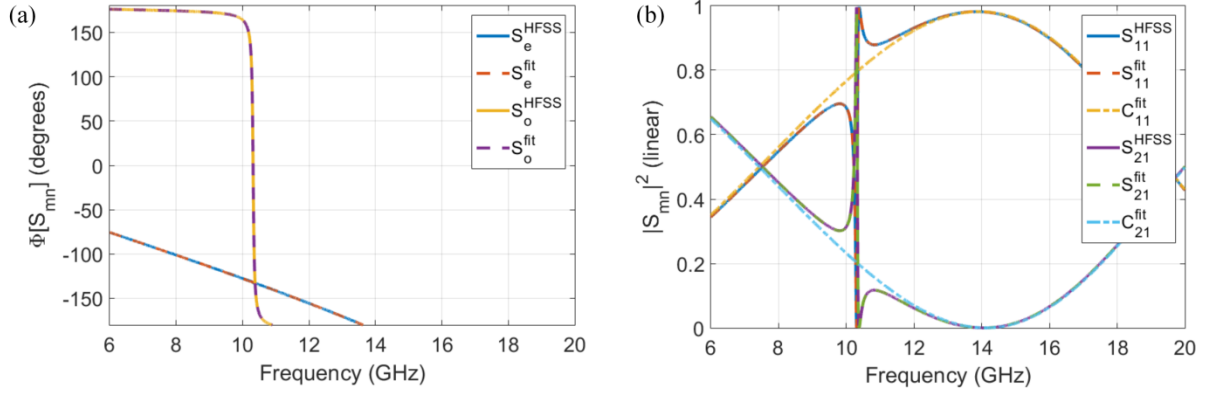 (a)
Φ[S_mn] (degrees)
150
100
50
0
-50
-100
-150
6 8 10 12 14 16 18 20
Frequency (GHz)
S_e^HFSS
S_e^fit
S_o^HFSS
S_o^fit
(b)
|S_mn|^2 (linear)
1
0.8
0.6
0.4
0.2
0
6 8 10 12 14 16 18 20
Frequency (GHz)
S_11^HFSS
S_11^fit
C_11^fit
S_21^HFSS
S_21^fit
C_21^fit